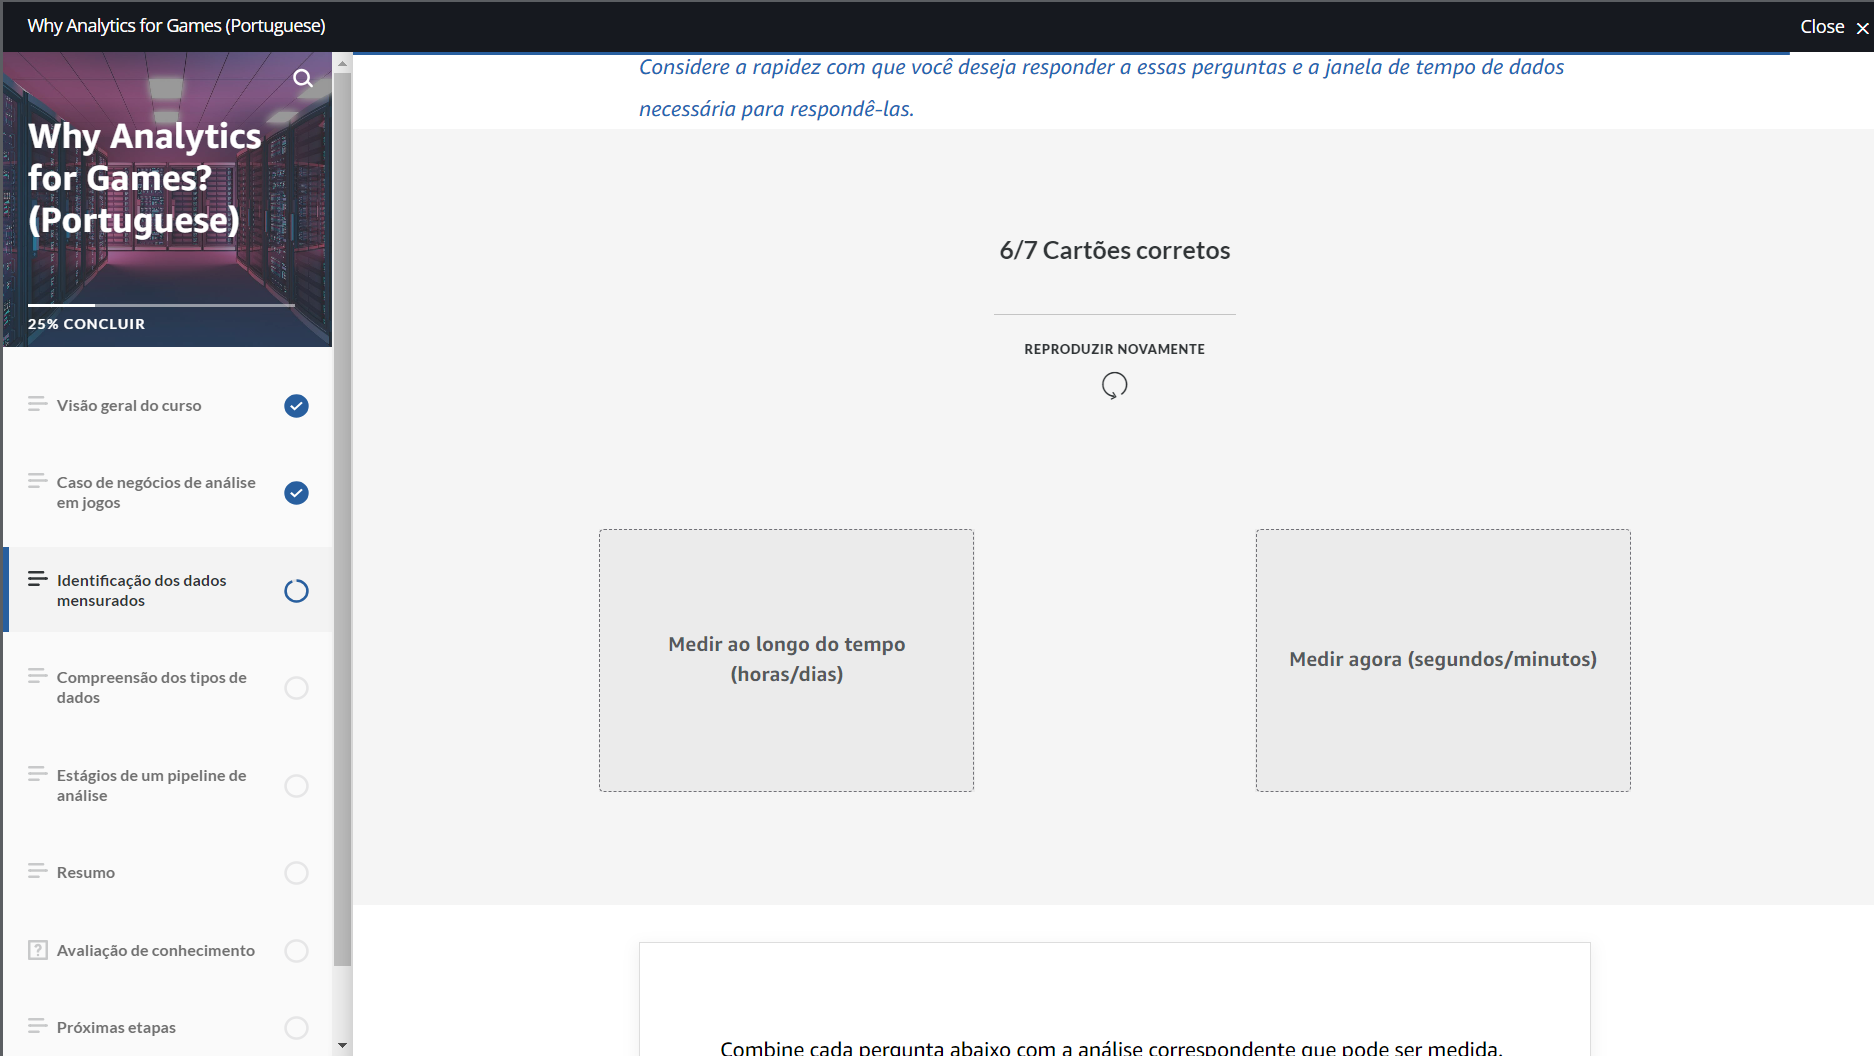 Why Analytics for Games (Portuguese)
Close
Why Analytics
for Games?
(Portuguese)
25% CONCLUIR
Visão geral do curso
Caso de negócios de análise
em jogos
Identificação dos dados
mensurados
Compreensão dos tipos de
dados
Estágios de um pipeline de
análise
Resumo
Avaliação de conhecimento
Próximas etapas
Considere a rapidez com que você deseja responder a essas perguntas e a janela de tempo de dados
necessária para respondê-las.
6/7 Cartões corretos
REPRODUZIR NOVAMENTE
Medir ao longo do tempo
(horas/dias)
Medir agora (segundos/minutos)
Combine cada pergunta abaixo com a análise correspondente que pode ser medida.